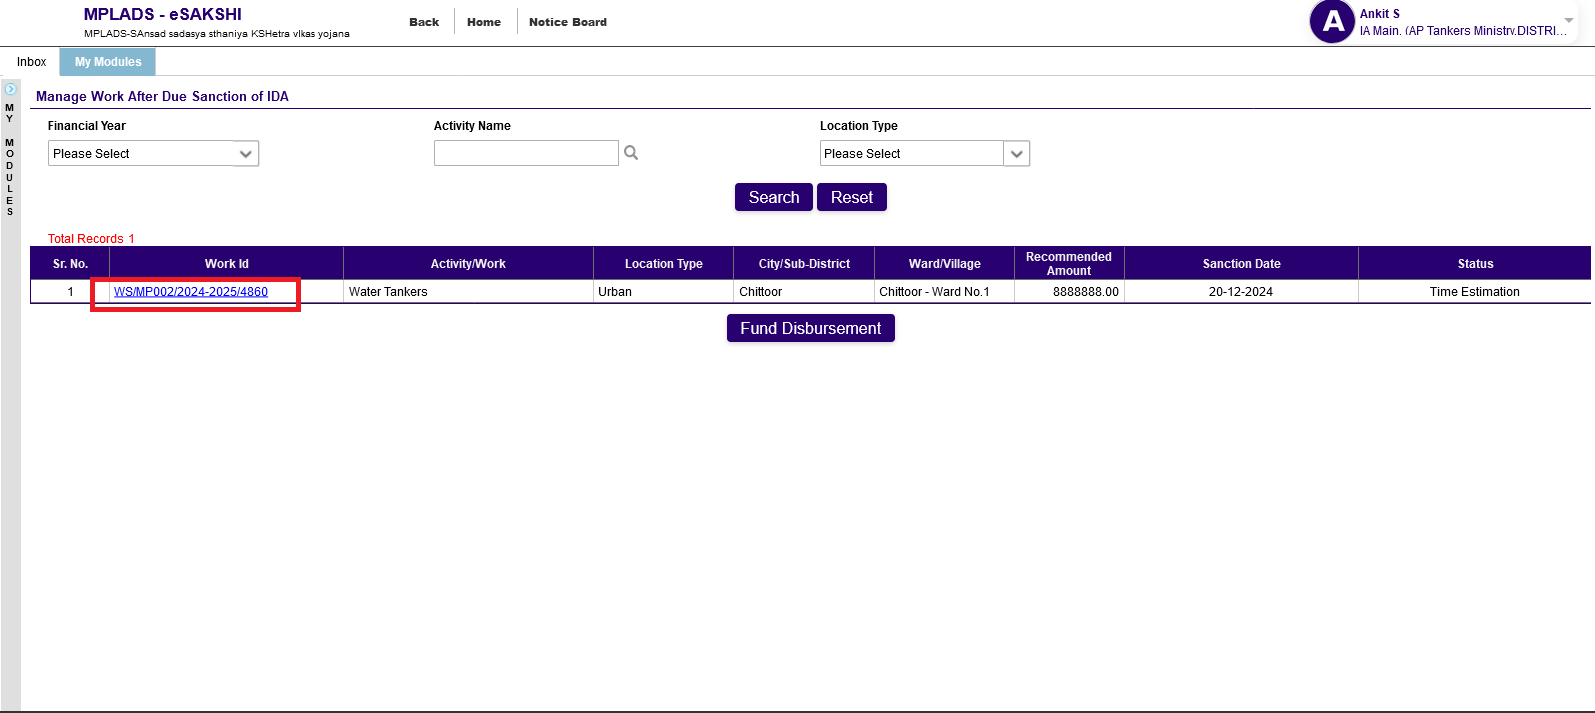 MPLADS - eSAKSHI
MPLADS-SAnsad sadasya sthaniya KSHetra vIkas yojana
Back Home Notice Board
A
Ankit S
IA Main. (AP Tankers Ministry.DISTRI...
Inbox My Modules
MY MODULES
Manage Work After Due Sanction of IDA
Financial Year Activity Name Location Type
Please Select Please Select
Search Reset
Total Records 1
Sr. No. Work Id Activity/Work Location Type City/Sub-District Ward/Village Recommended Amount Sanction Date Status
1 WS/MP002/2024-2025/4860 Water Tankers Urban Chittoor Chittoor - Ward No.1 8888888.00 20-12-2024 Time Estimation
Fund Disbursement